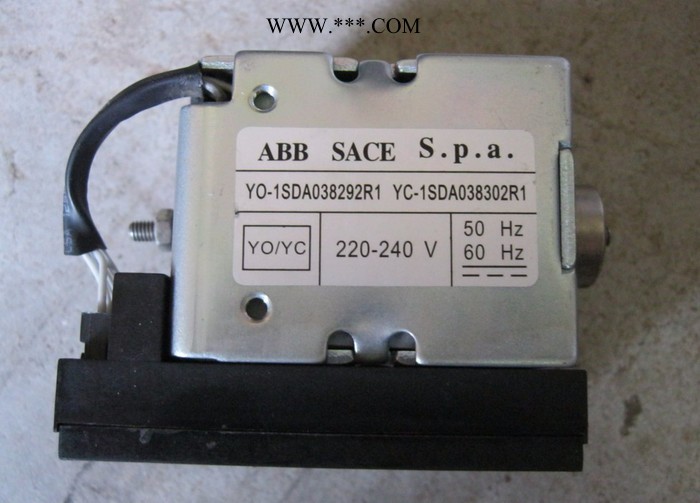 WWW.***.COM
ABB SACE S.p.a.
YO-1SDA038292R1 YC-1SDA038302R1
YO/YC
220-240 V
50 Hz
60 Hz